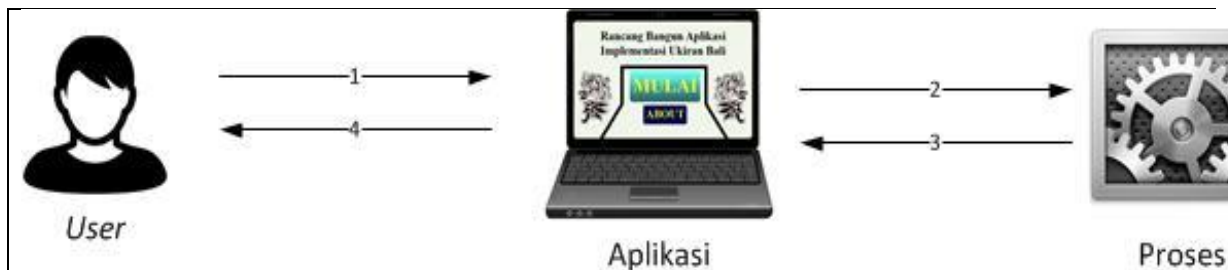 Rancang Bangun Aplikasi
Implementasi Ukiran Bali
MULAI
ABOUT
1
2
4
3
User
Aplikasi
Proses